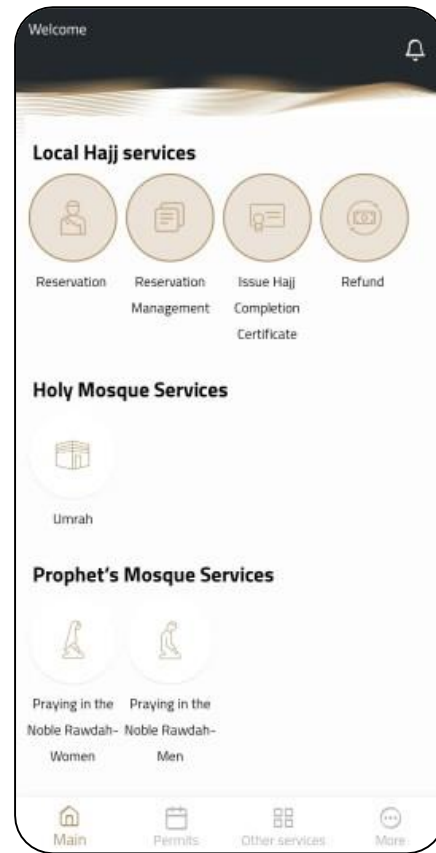 Welcome
Local Hajj services
Reservation
Reservation
Management
Issue Hajj
Completion
Certificate
Refund
Holy Mosque Services
Umrah
Prophet's Mosque Services
Praying in the
Noble Rawdah-
Women
Praying in the
Noble Rawdah-
Men
Main
Permits
Other services
More